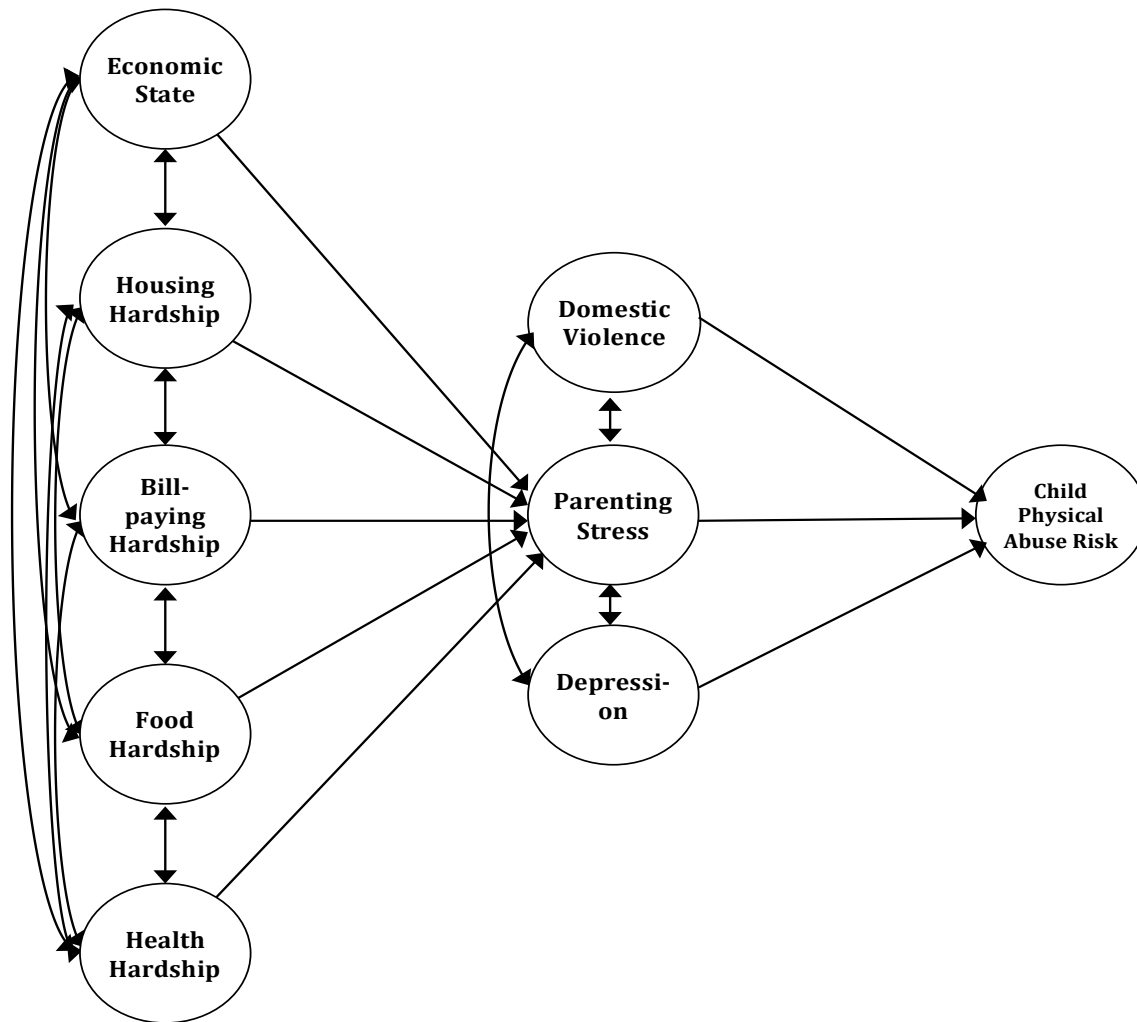 Economic
State
Housing
Hardship
Bill-
paying
Hardship
Food
Hardship
Health
Hardship
Domestic
Violence
Parenting
Stress
Depressi-
on
Child
Physical
Abuse Risk